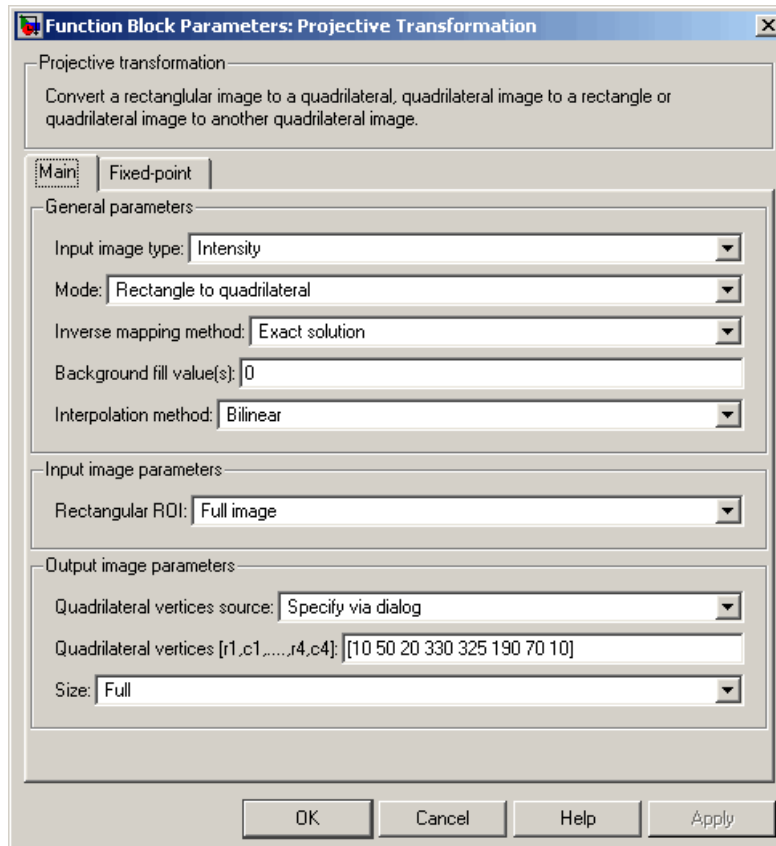 Function Block Parameters: Projective Transformation
Projective transformation
Convert a rectanglular image to a quadrilateral, quadrilateral image to a rectangle or
quadrilateral image to another quadrilateral image.
Main Fixed-point
General parameters
Input image type: Intensity
Mode: Rectangle to quadrilateral
Inverse mapping method: Exact solution
Background fill value(s): 0
Interpolation method: Bilinear
Input image parameters
Rectangular ROI: Full image
Output image parameters
Quadrilateral vertices source: Specify via dialog
Quadrilateral vertices [r1,c1,....,r4,c4]: [10 50 20 330 325 190 70 10]
Size: Full
OK Cancel Help Apply